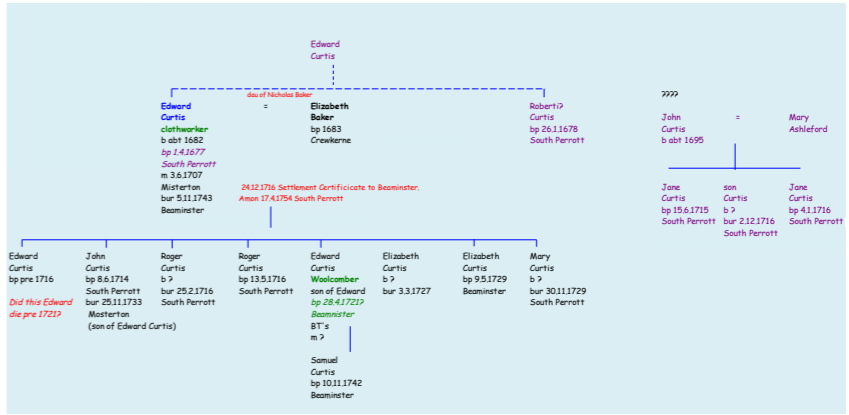 Edward
Curtis
dau of Nicholas Baker
????
Edward = Elizabeth
Curtis Baker
clothworker bp 1683
b abt 1682 Crewkerne
bp 1.4.1677
South Perrott
m 3.6.1707
Misterton
bur 5.11.1743
Beaminster
Roberti?
Curtis
bp 26.1.1678
South Perrott
John = Mary
Curtis Ashleford
b abt 1695
24.12.1716 Settlement Certificicate to Beaminster.
Amon 17.4.1754 South Perrott
Jane
Curtis
bp 15.6.1715
South Perrott
son
Curtis
b ?
bur 2.12.1716
South Perrott
Jane
Curtis
bp 4.1.1716
South Perrott
Edward
Curtis
bp pre 1716
Did this Edward
die pre 1721?
John
Curtis
bp 8.6.1714
South Perrott
bur 25.11.1733
Mosterton
(son of Edward Curtis)
Roger
Curtis
b ?
bur 25.2.1716
South Perrott
Roger
Curtis
bp 13.5.1716
South Perrott
Edward
Curtis
Woolcomber
son of Edward
bp 28.4.1721?
Beamnister
BT's
m ?
Samuel
Curtis
bp 10.11.1742
Beaminster
Elizabeth
Curtis
b ?
bur 3.3.1727
Elizabeth
Curtis
bp 9.5.1729
Beaminster
Mary
Curtis
b ?
bur 30.11.1729
South Perrott